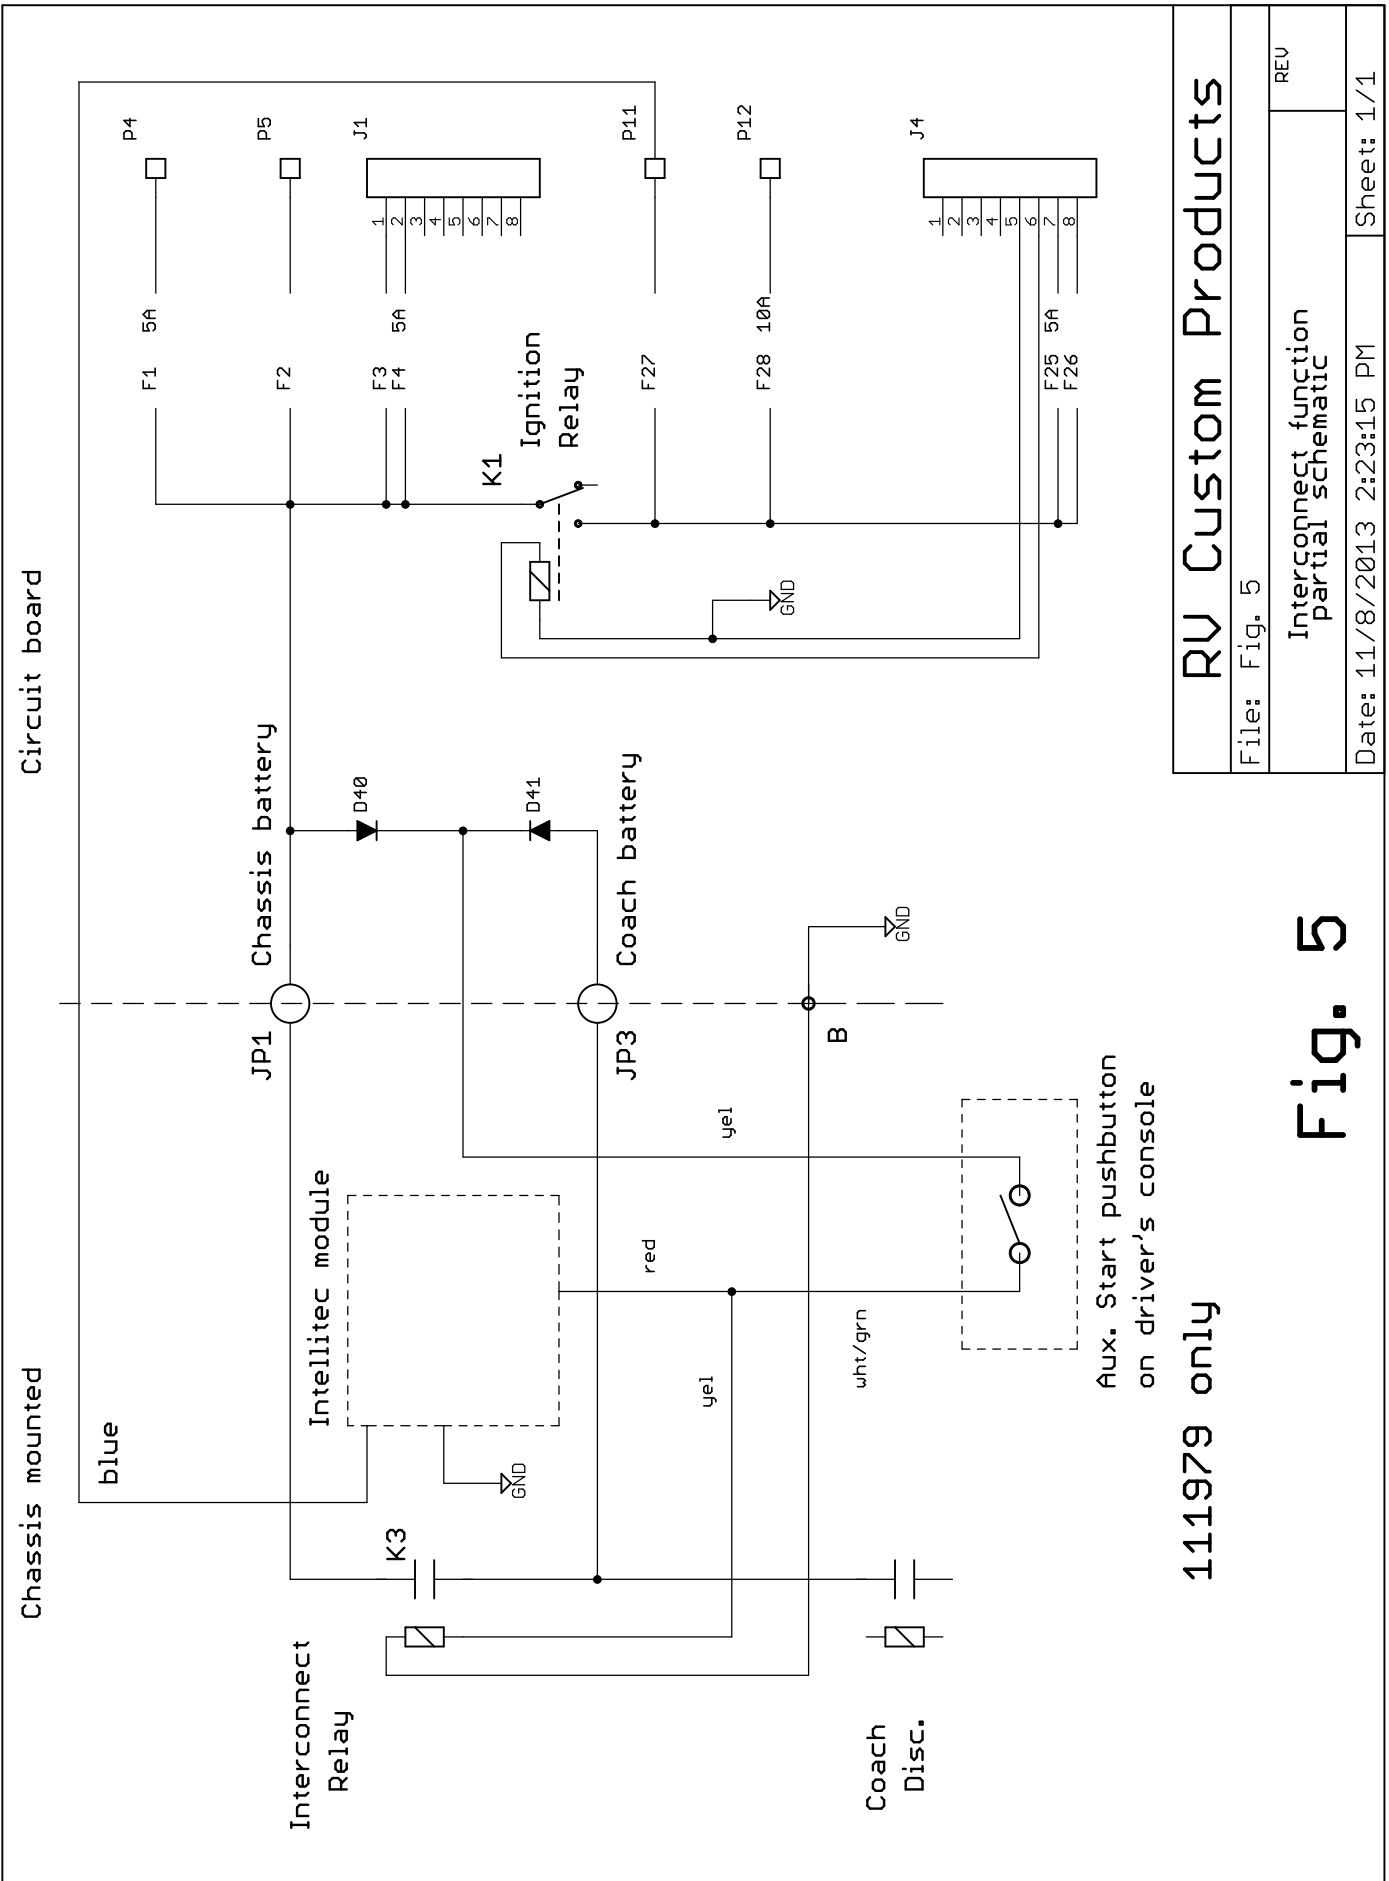 Chassis mounted
Circuit board
blue
Interconnect
Relay
K3
Intellitec module
GND
JP1
Chassis battery
D40
D41
JP3
Coach battery
red
yel
yel
wht/grn
B
GND
Coach
Disc.
Aux. Start pushbutton
on driver's console
F1 5A
P4
F2
P5
F3
F4 5A
J1
1
2
3
4
5
6
7
8
K1
Ignition
Relay
F27
P11
F28 10A
P12
GND
J4
1
2
3
4
5
6
7
8
F25 5A
F26
111979 only
Fig. 5
RV Custom Products
File: Fig. 5
Interconnect function
partial schematic
REV
Date: 11/8/2013 2:23:15 PM
Sheet: 1/1